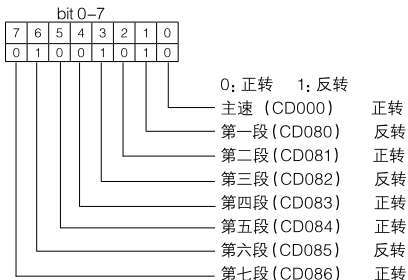 bit 0-7
7 6 5 4 3 2 1 0
0 1 0 0 1 0 1 0
0: 正转 1: 反转
主速 (CD000) 正转
第一段(CD080) 反转
第二段(CD081) 正转
第三段(CD082) 反转
第四段(CD083) 正转
第五段(CD084) 正转
第六段(CD085) 反转
第七段(CD086) 正转